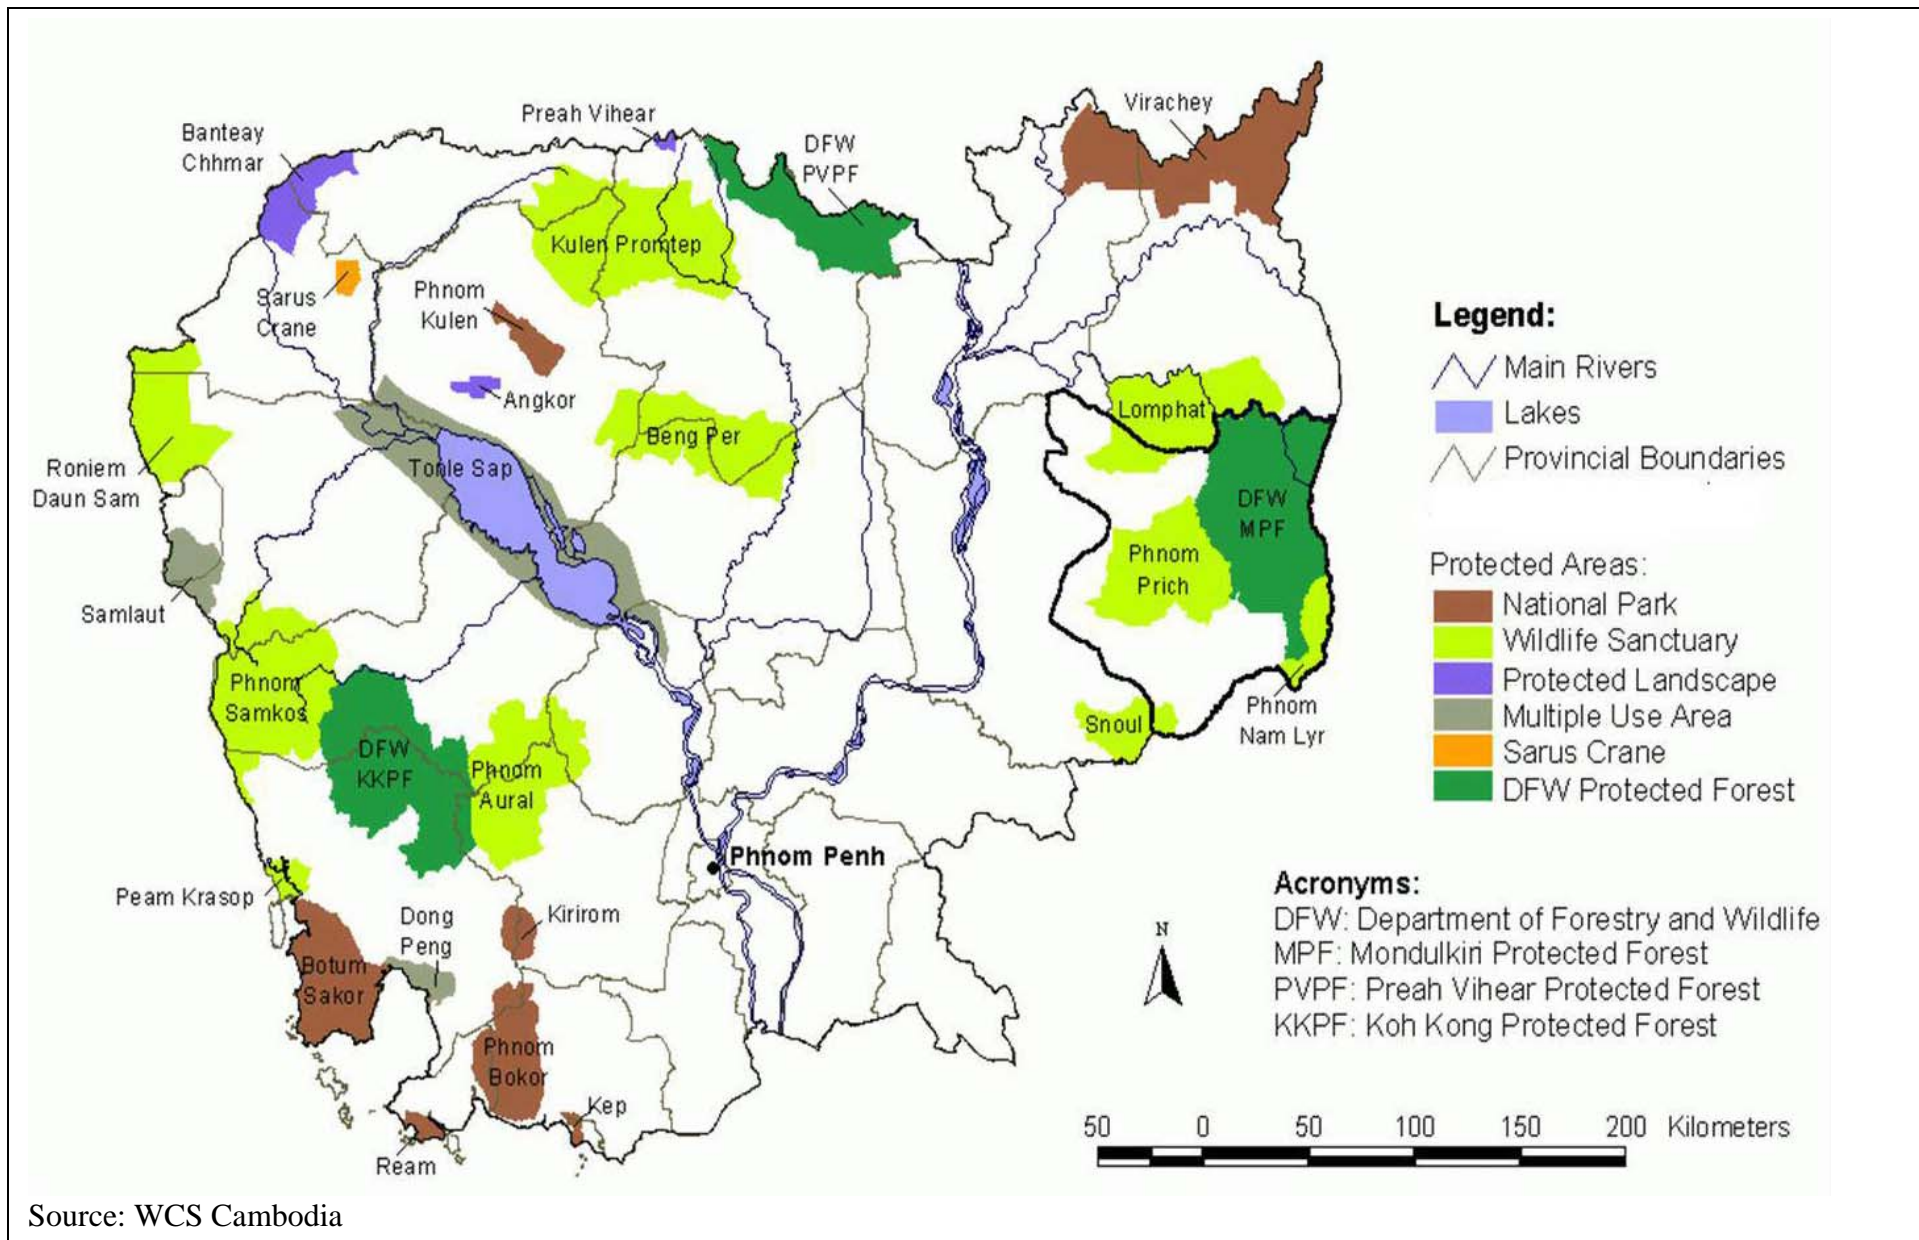 Preah Vihear
Virachey
Banteay
Chhmar
DFW
PVPF
Kulen Promtep
Sarus
Crane
Phnom
Kulen
Angkor
Lomphat
Beng Per
Tonle Sap
Roniem
Daun Sam
DFW
MPF
Phnom
Prich
Samlaut
Phnom
Samkos
Phnom
Nam Lyr
Snoul
DFW
KKPF
Phnom
Aural
Phnom Penh
Peam Krasop
Dong
Peng
Kirirom
Botum
Sakor
Phnom
Bokor
Kep
Ream
Legend:
Main Rivers
Lakes
Provincial Boundaries
Protected Areas:
National Park
Wildlife Sanctuary
Protected Landscape
Multiple Use Area
Sarus Crane
DFW Protected Forest
Acronyms:
DFW: Department of Forestry and Wildlife
MPF: Mondulkiri Protected Forest
PVPF: Preah Vihear Protected Forest
KKPF: Koh Kong Protected Forest
N
50 0 50 100 150 200 Kilometers
Source: WCS Cambodia